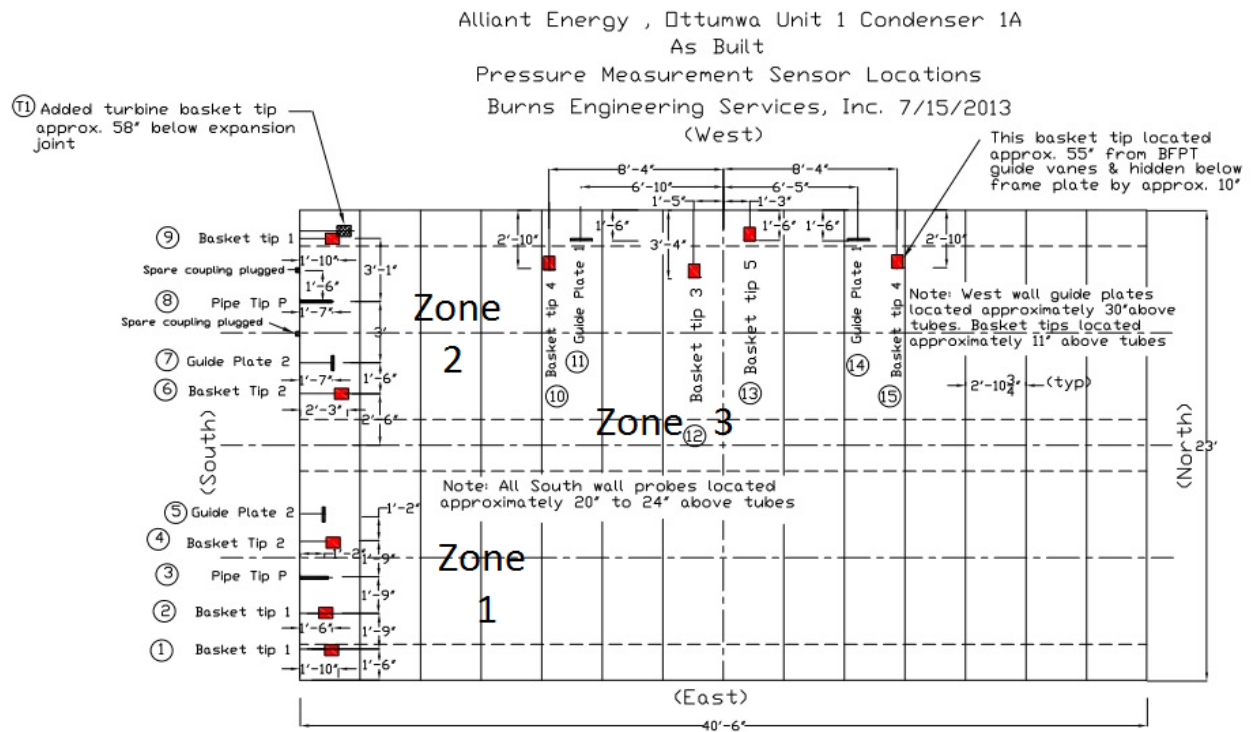 Alliant Energy , Ottumwa Unit 1 Condenser 1A
As Built
Pressure Measurement Sensor Locations
Burns Engineering Services, Inc. 7/15/2013
(West)
T1 Added turbine basket tip
approx. 58" below expansion
joint
This basket tip located
approx. 55" from BFPT
guide vanes & hidden below
frame plate by approx. 10"
8'-4"
8'-4"
6'-10"
6'-5"
1'-5"
1'-3"
1'-6"
1'-6"
1'-6"
2'-10"
3'-4"
2'-10"
9 Basket tip 1
1'-10"
3'-1"
Spare coupling plugged
1'-6"
8 Pipe Tip P
1'-7"
Spare coupling plugged
3'
7 Guide Plate 2
1'-7"
1'-6"
6 Basket Tip 2
2'-3"
2'-6"
Zone
2
Basket tip 4
10
Guide Plate 1
11
Basket tip 3
12
Basket tip 5
13
Guide Plate 1
14
Basket tip 4
15
Note: West wall guide plates
located approximately 30"above
tubes. Basket tips located
approximately 11" above tubes
2'-10 3/4" (typ)
Zone 3
(South)
(North)
23'
Note: All South wall probes located
approximately 20" to 24" above tubes
5 Guide Plate 2
1'-2"
4 Basket Tip 2
1'-9"
3 Pipe Tip P
1'-9"
2 Basket tip 1
1'-6"
1'-9"
1 Basket tip 1
1'-10"
1'-6"
Zone
1
(East)
40'-6"